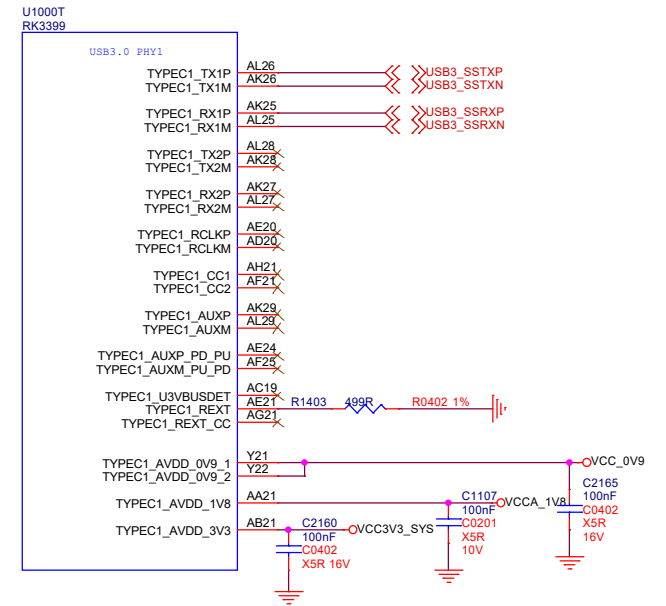 U1000T
RK3399
USB3.0 PHY1
TYPEC1_TX1P AL26 USB3_SSTXP
TYPEC1_TX1M AK26 USB3_SSTXN
TYPEC1_RX1P AK25 USB3_SSRXP
TYPEC1_RX1M AL25 USB3_SSRXN
TYPEC1_TX2P AL28
TYPEC1_TX2M AK28
TYPEC1_RX2P AK27
TYPEC1_RX2M AL27
TYPEC1_RCLKP AE20
TYPEC1_RCLKM AD20
TYPEC1_CC1 AH21
TYPEC1_CC2 AF21
TYPEC1_AUXP AK29
TYPEC1_AUXM AL29
TYPEC1_AUXP_PD_PU AE24
TYPEC1_AUXM_PU_PD AF25
TYPEC1_U3VBUSDET AC19
TYPEC1_REXT AE21 R1403 499R R0402 1%
TYPEC1_REXT_CC AG21
TYPEC1_AVDD_0V9_1 Y21 VCC_0V9
TYPEC1_AVDD_0V9_2 Y22
C2165
100nF
C0402
X5R
16V
TYPEC1_AVDD_1V8 AA21 C1107 VCCA_1V8
100nF
C0201
X5R
10V
TYPEC1_AVDD_3V3 AB21 C2160 VCC3V3_SYS
100nF
C0402
X5R 16V